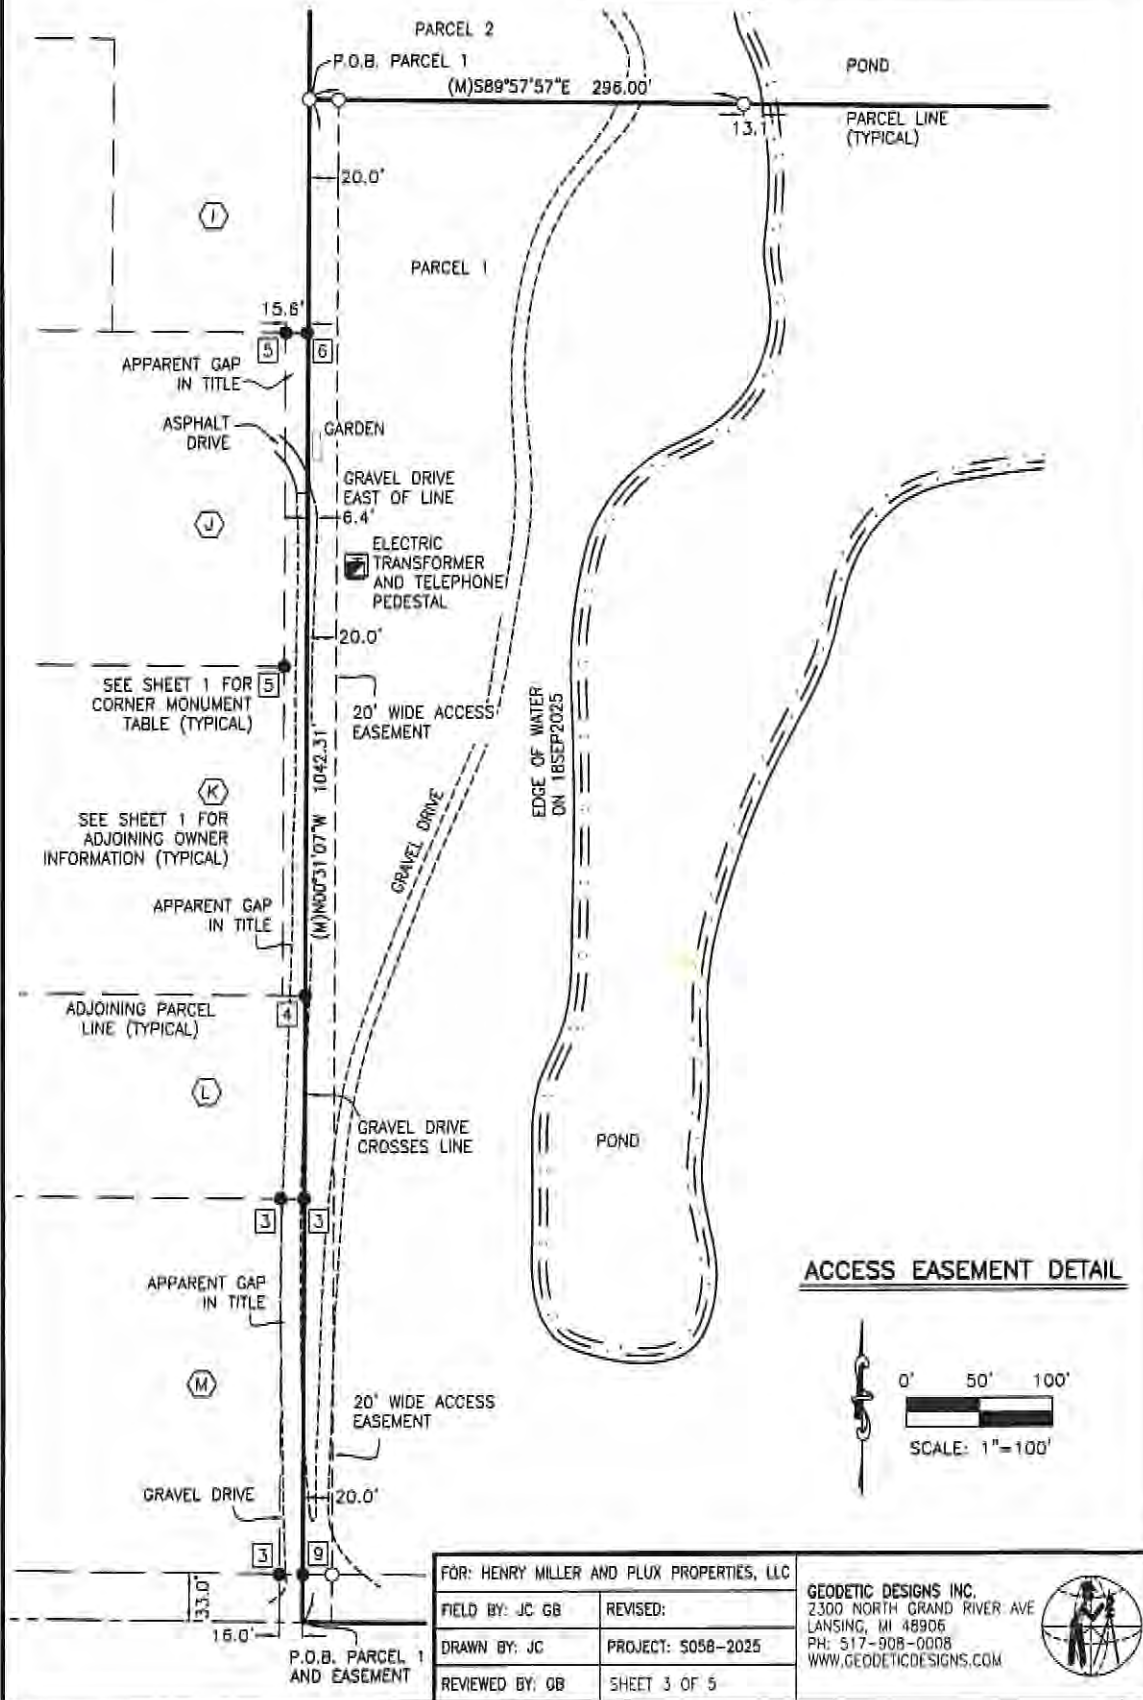 PARCEL 2
P.O.B. PARCEL 1
(M)S89°57'57"E 296.00'
POND
PARCEL LINE
(TYPICAL)
13.1'
20.0'
I
PARCEL 1
15.6'
5
6
APPARENT GAP
IN TITLE
ASPHALT
DRIVE
GARDEN
GRAVEL DRIVE
EAST OF LINE
6.4'
J
ELECTRIC
TRANSFORMER
AND TELEPHONE
PEDESTAL
20.0'
5
SEE SHEET 1 FOR
CORNER MONUMENT
TABLE (TYPICAL)
20' WIDE ACCESS
EASEMENT
EDGE OF WATER
ON 18SEP2025
(M)N00°31'07"W 1042.31'
K
SEE SHEET 1 FOR
ADJOINING OWNER
INFORMATION (TYPICAL)
GRAVEL DRIVE
APPARENT GAP
IN TITLE
4
ADJOINING PARCEL
LINE (TYPICAL)
L
GRAVEL DRIVE
CROSSES LINE
POND
3
3
APPARENT GAP
IN TITLE
M
ACCESS EASEMENT DETAIL
0' 50' 100'
SCALE: 1"=100'
20' WIDE ACCESS
EASEMENT
GRAVEL DRIVE
20.0'
3
9
33.0'
16.0'
P.O.B. PARCEL 1
AND EASEMENT
FOR: HENRY MILLER AND PLUX PROPERTIES, LLC
FIELD BY: JC GB
REVISED:
DRAWN BY: JC
PROJECT: S058-2025
REVIEWED BY: GB
SHEET 3 OF 5
GEODETIC DESIGNS INC.
2300 NORTH GRAND RIVER AVE
LANSING, MI 48906
PH: 517-908-0008
WWW.GEODETICDESIGNS.COM